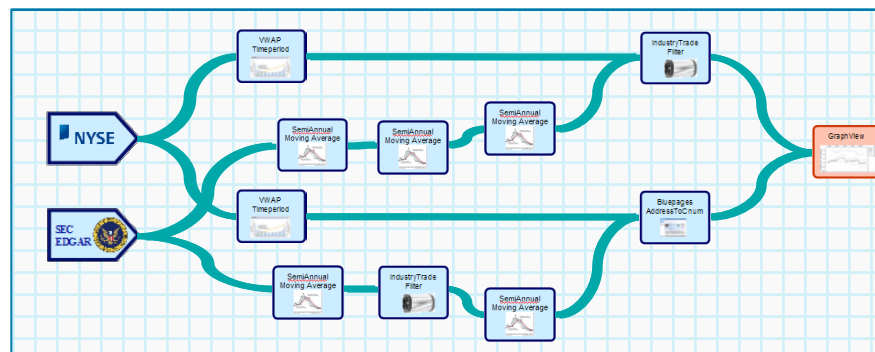 VWAP
Timeperiod
IndustryTrade
Filter
NYSE
SemiAnnual
Moving Average
SemiAnnual
Moving Average
SemiAnnual
Moving Average
GraphView
SEC
EDGAR
VWAP
Timeperiod
Bluepages
AddressToCnum
SemiAnnual
Moving Average
IndustryTrade
Filter
SemiAnnual
Moving Average